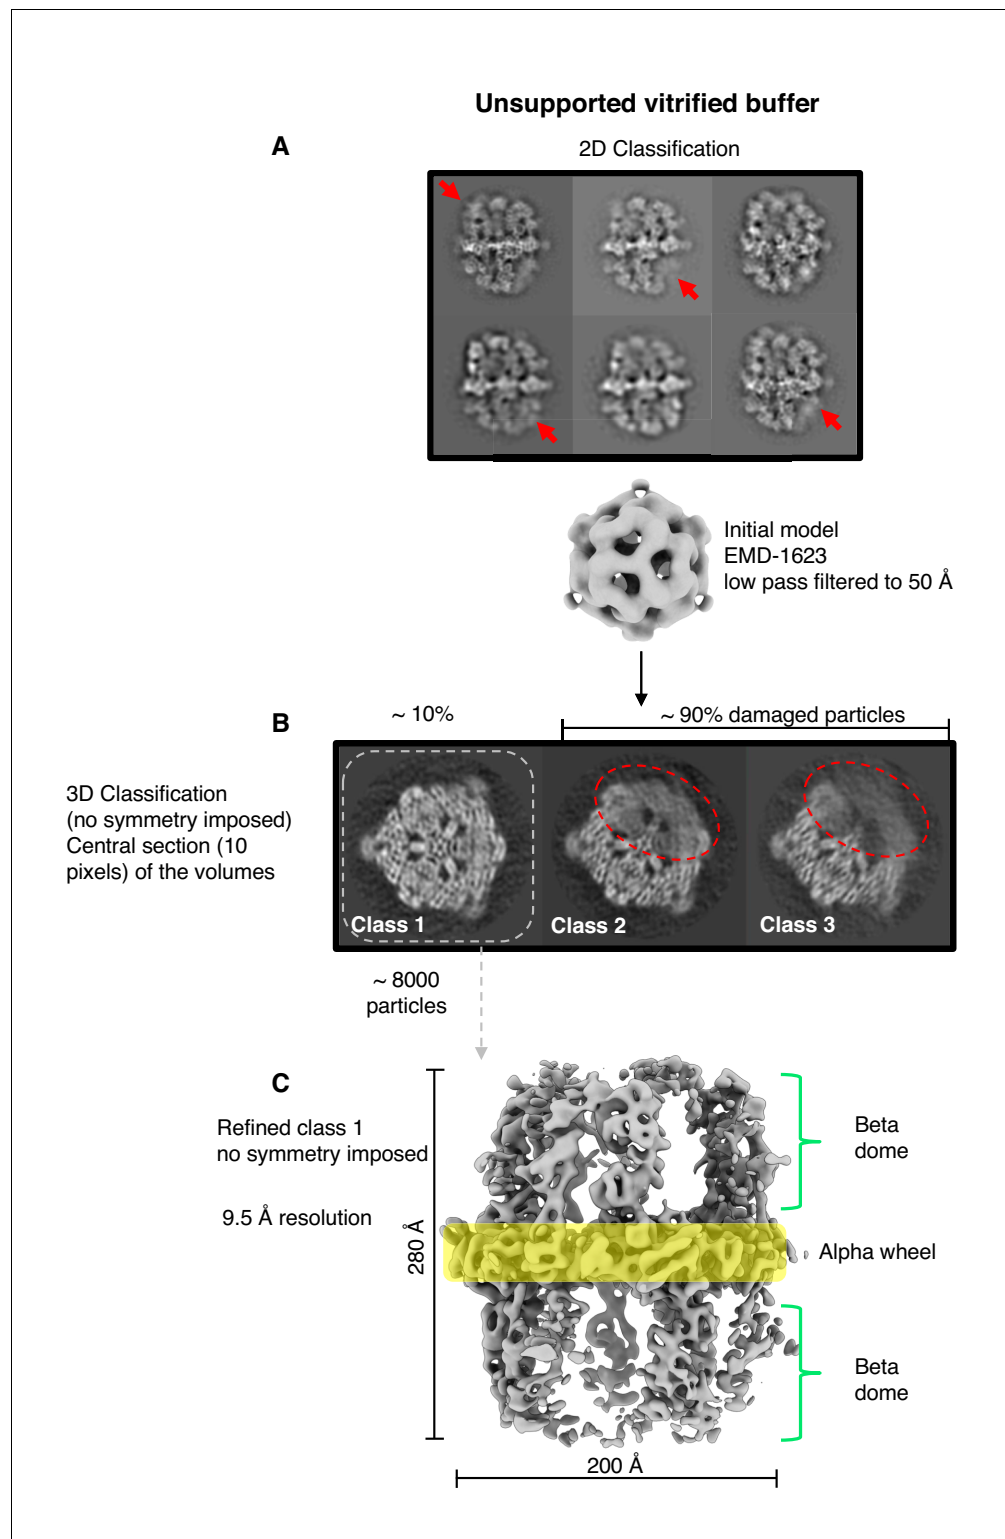 Unsupported vitrified buffer
A
2D Classification
Initial model
EMD-1623
low pass filtered to 50 Å
B
~ 10%
~ 90% damaged particles
3D Classification
(no symmetry imposed)
Central section (10
pixels) of the volumes
Class 1
Class 2
Class 3
~ 8000
particles
C
Refined class 1
no symmetry imposed
9.5 Å resolution
280 Å
Beta
dome
Alpha wheel
Beta
dome
200 Å